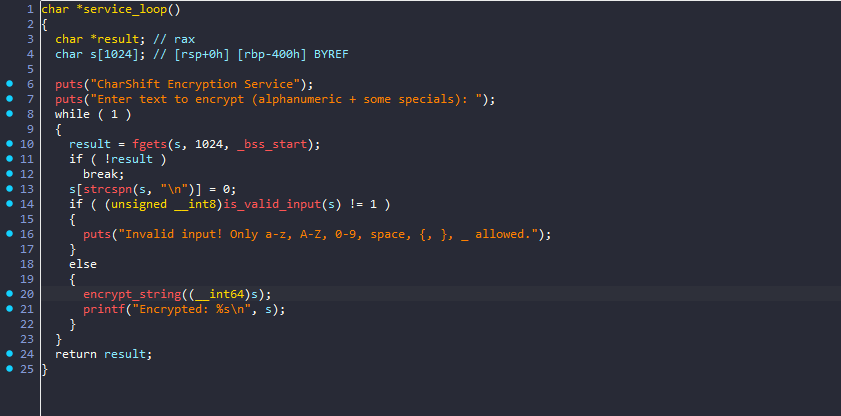 1 char *service_loop()
2 {
3   char *result; // rax
4   char s[1024]; // [rsp+0h] [rbp-400h] BYREF
5
6   puts("CharShift Encryption Service");
7   puts("Enter text to encrypt (alphanumeric + some specials): ");
8   while ( 1 )
9   {
10     result = fgets(s, 1024, _bss_start);
11     if ( !result )
12       break;
13     s[strcspn(s, "\n")] = 0;
14     if ( (unsigned __int8)is_valid_input(s) != 1 )
15     {
16       puts("Invalid input! Only a-z, A-Z, 0-9, space, {, }, _ allowed.");
17     }
18     else
19     {
20       encrypt_string((__int64)s);
21       printf("Encrypted: %s\n", s);
22     }
23   }
24   return result;
25 }